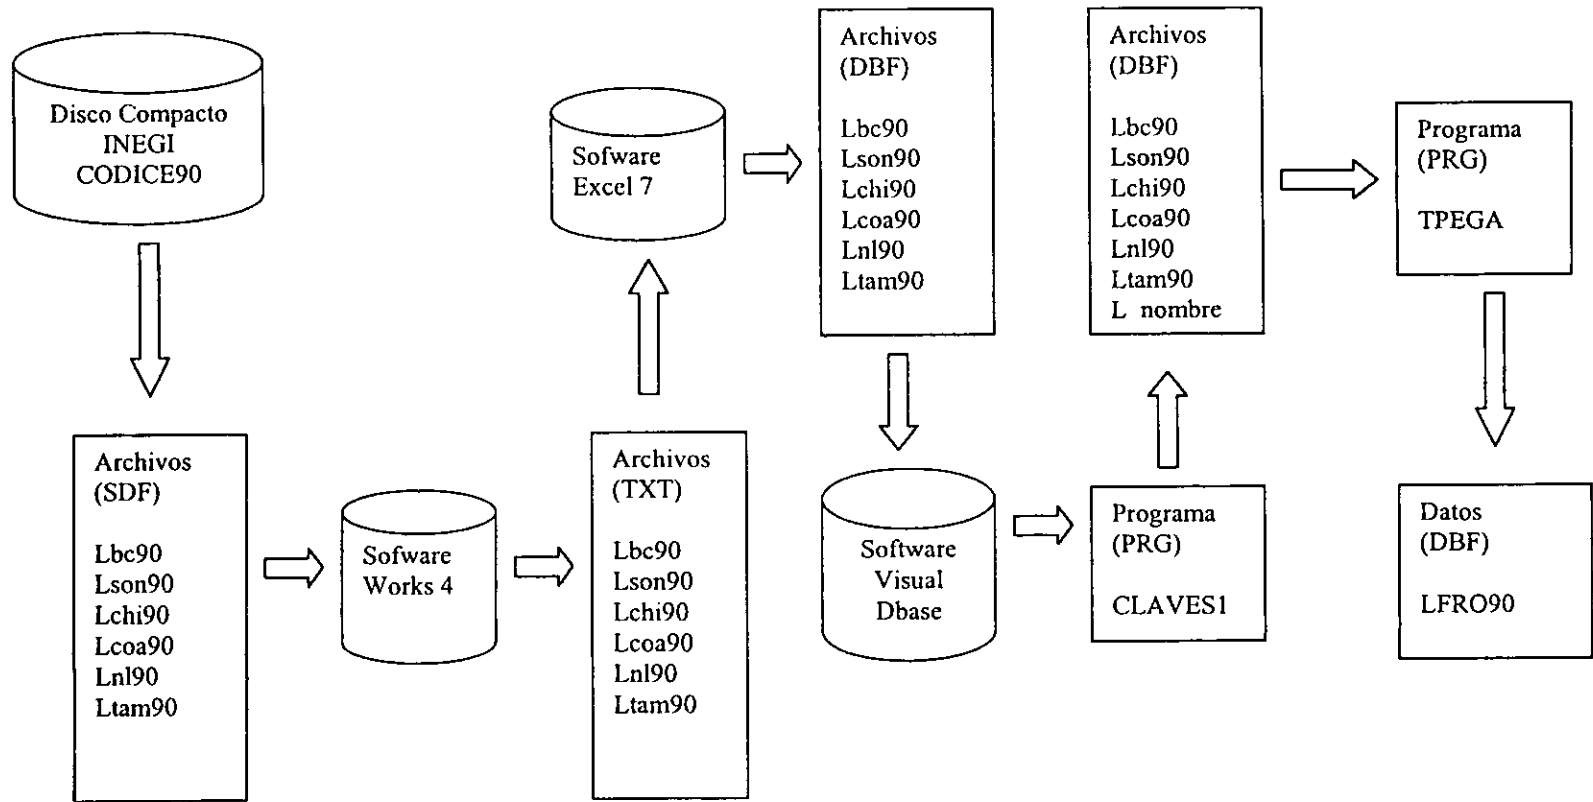 Disco Compacto
INEGI
CODICE90
Archivos
(SDF)
Lbc90
Lson90
Lchi90
Lcoa90
Lnl90
Ltam90
Sofware
Works 4
Archivos
(TXT)
Lbc90
Lson90
Lchi90
Lcoa90
Lnl90
Ltam90
Sofware
Excel 7
Archivos
(DBF)
Lbc90
Lson90
Lchi90
Lcoa90
Lnl90
Ltam90
Software
Visual
Dbase
Programa
(PRG)
CLAVES1
Archivos
(DBF)
Lbc90
Lson90
Lchi90
Lcoa90
Lnl90
Ltam90
L nombre
Programa
(PRG)
TPEGA
Datos
(DBF)
LFRO90